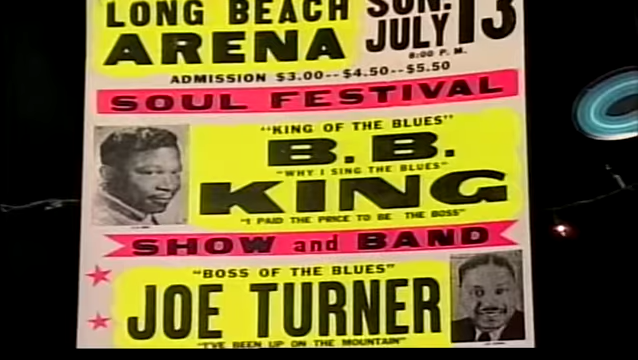 LONG BEACH
ARENA
SUN.
JULY 13
8:00 P. M.
ADMISSION $3.00--$4.50--$5.50
SOUL FESTIVAL
"KING OF THE BLUES"
B.B.
"WHY I SING THE BLUES"
KING
"I PAID THE PRICE TO BE THE BOSS"
SHOW and BAND
"BOSS OF THE BLUES"
JOE TURNER
"I'VE BEEN UP ON THE MOUNTAIN"